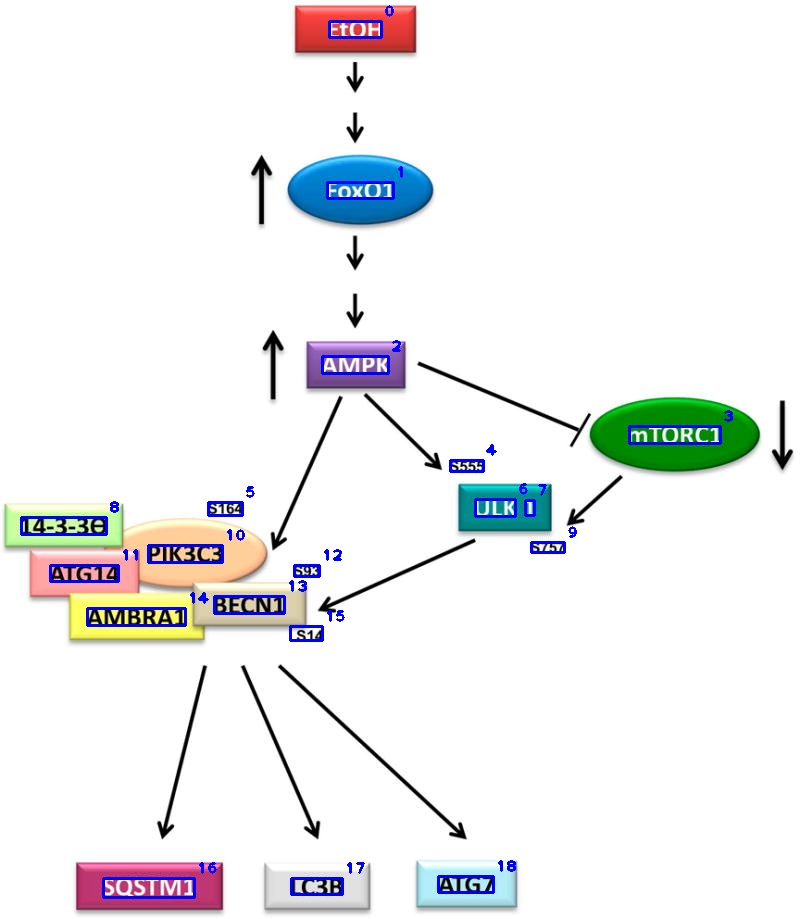 EtOH 0
FoxO1 1
AMPK 2
mTORC1 3
S555 4
ULK 1 6 7
S164 5
14-3-3Θ 8
S757 9
PIK3C3 10
ATG14 11
S93 12
BECN1 13
AMBRA1 14
S14 15
SQSTM1 16
LC3B 17
ATG7 18